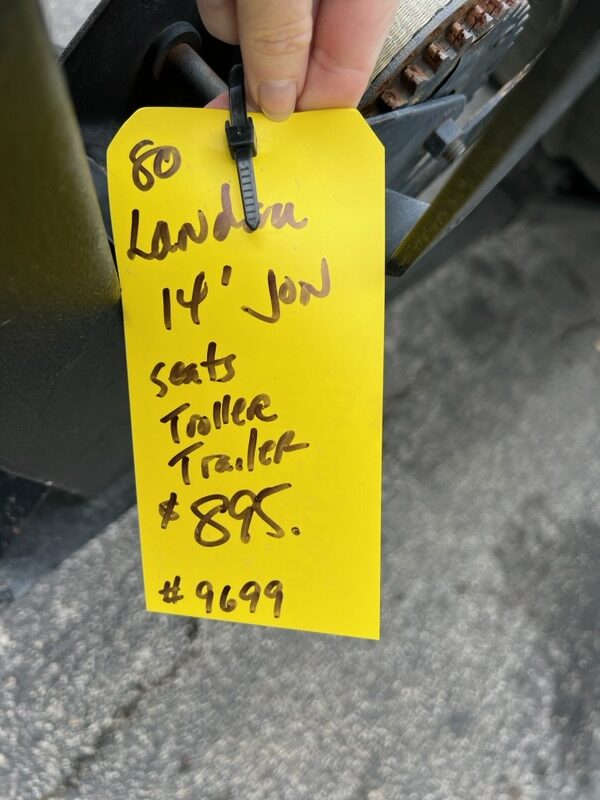 80
Landau
14' Jon
seats
Troller
Trailer
$895.
#9699